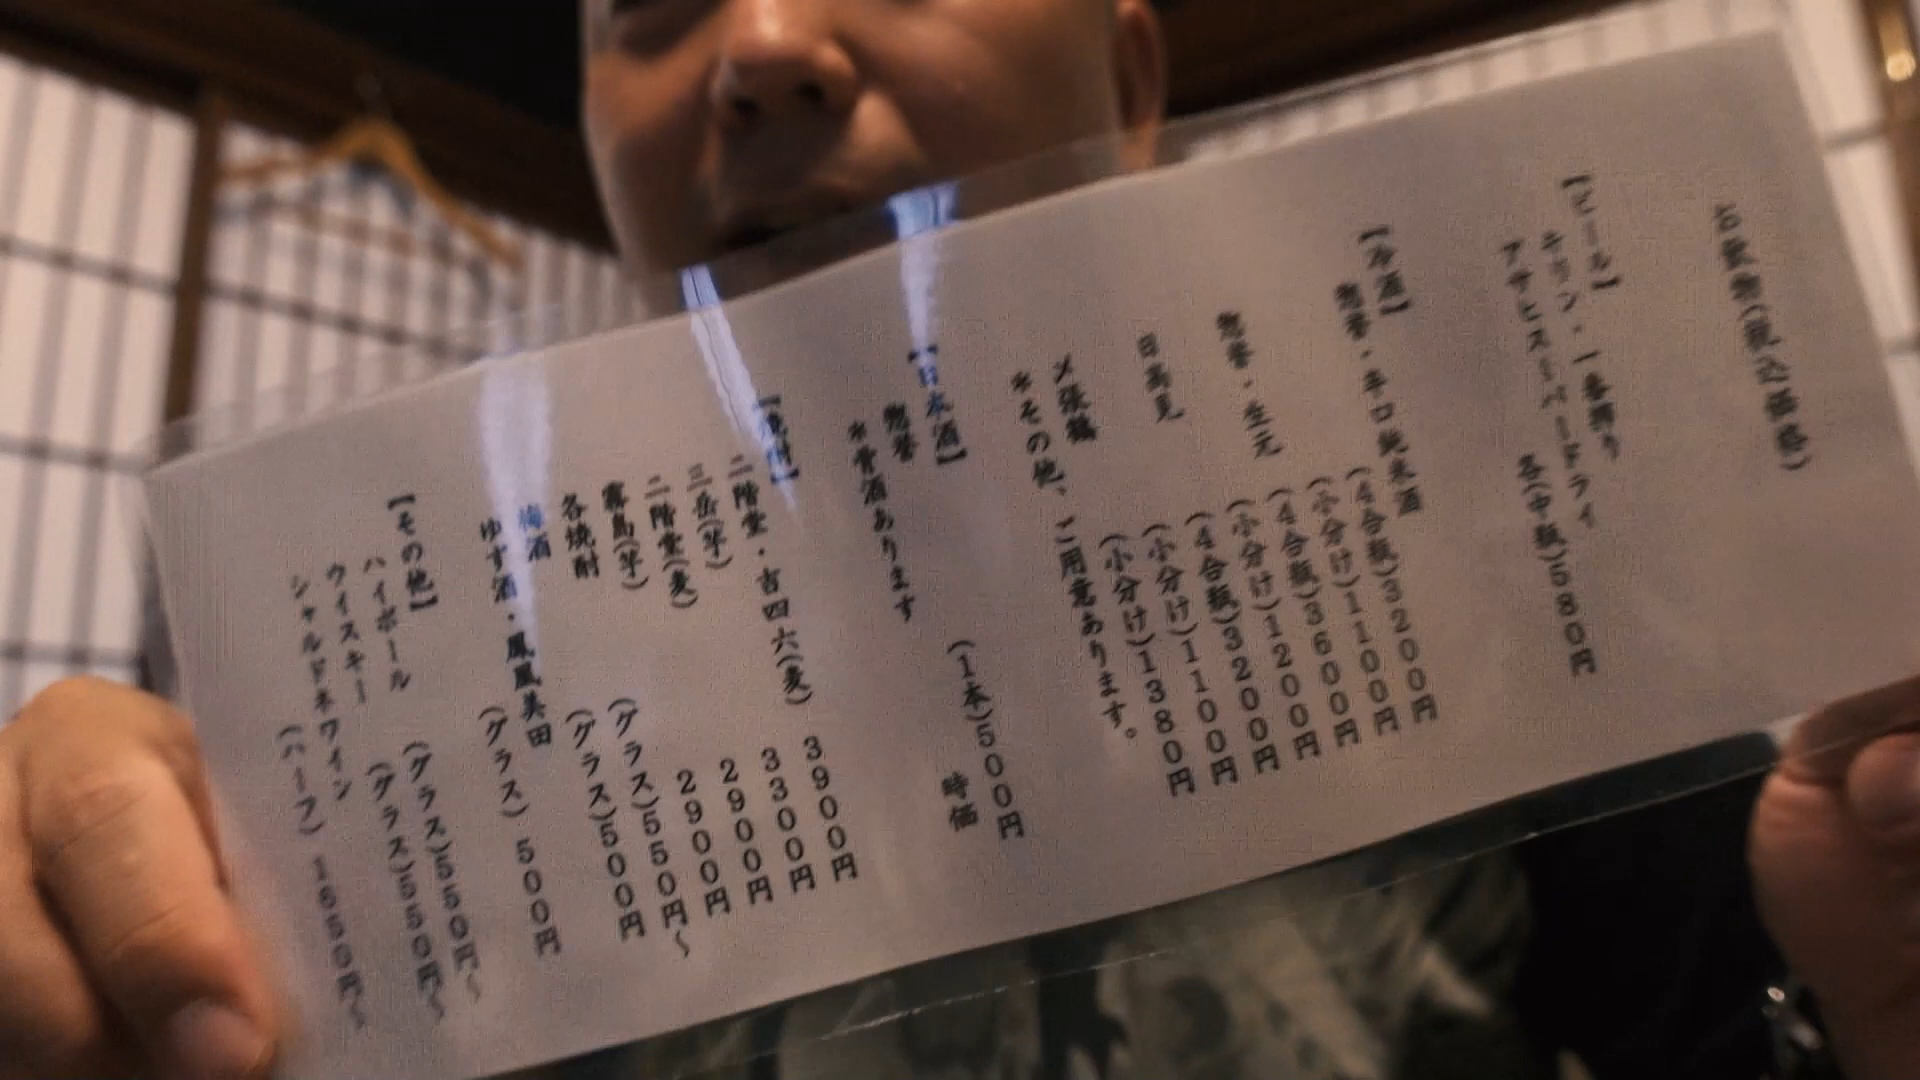 お飲物(税込価格)
【ビール】
キリン・一番搾り
アサヒスーパードライ 各(中瓶)580円
【冷酒】
惣誉・辛口純米酒 (4合瓶)3200円
(小分け)1100円
惣誉・生元 (4合瓶)3600円
(小分け)1200円
日高見 (4合瓶)3200円
(小分け)1100円
〆張鶴 (小分け)1380円
*その他、ご用意あります。
【日本酒】
惣誉 (1本)500円
*骨酒あります 時価
【焼酎】
二階堂・吉四六(麦) 3900円
三岳(芋) 3300円
二階堂(麦) 2900円
霧島(芋) 2900円
各焼酎 (グラス)550円~
梅酒 (グラス)500円
ゆず酒・鳳凰美田 (グラス) 500円
【その他】
ハイボール (グラス)550円~
ウイスキー (グラス)550円~
シャルドネワイン (ハーフ) 1650円~